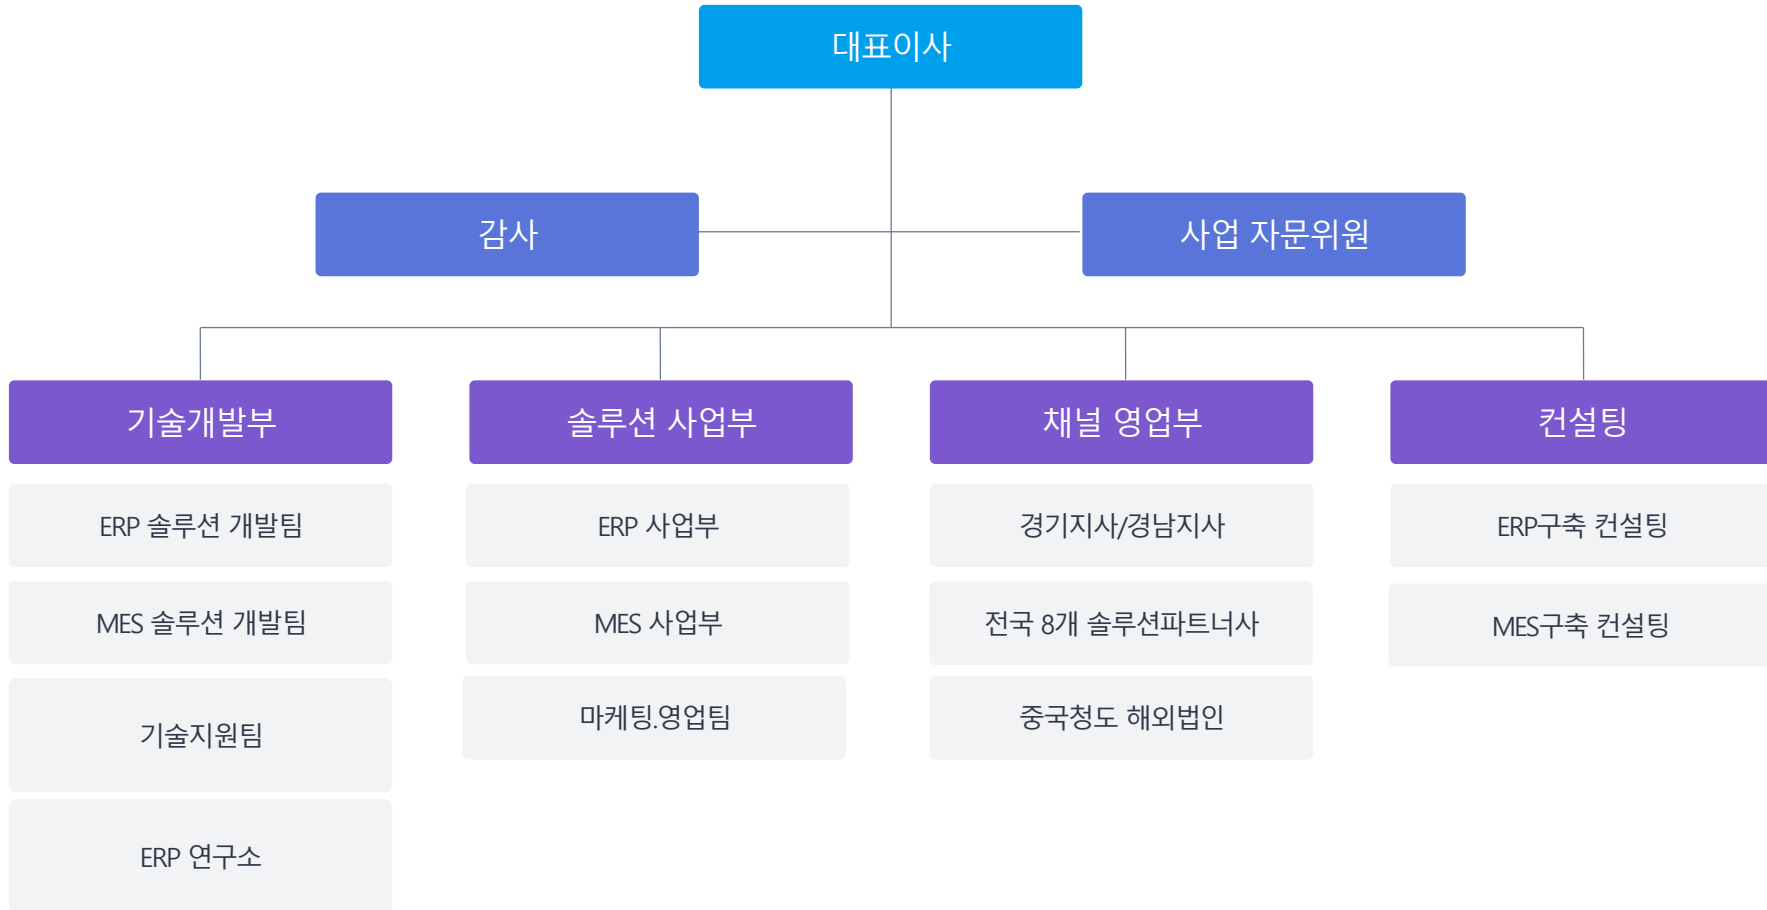 대표이사
감사
사업 자문위원
기술개발부
ERP 솔루션 개발팀
MES 솔루션 개발팀
기술지원팀
ERP 연구소
솔루션 사업부
ERP 사업부
MES 사업부
마케팅.영업팀
채널 영업부
경기지사/경남지사
전국 8개 솔루션파트너사
중국청도 해외법인
컨설팅
ERP구축 컨설팅
MES구축 컨설팅